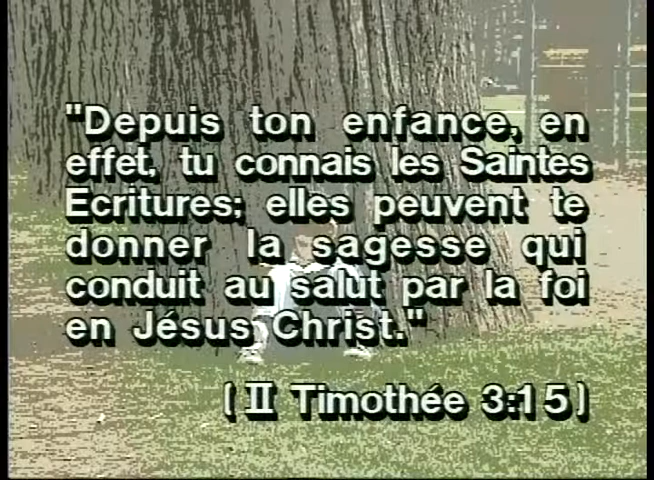 "Depuis ton enfance, en
effet, tu connais les Saintes
Ecritures; elles peuvent te
donner la sagesse qui
conduit au salut par la foi
en Jésus Christ."
(II Timothée 3:15)